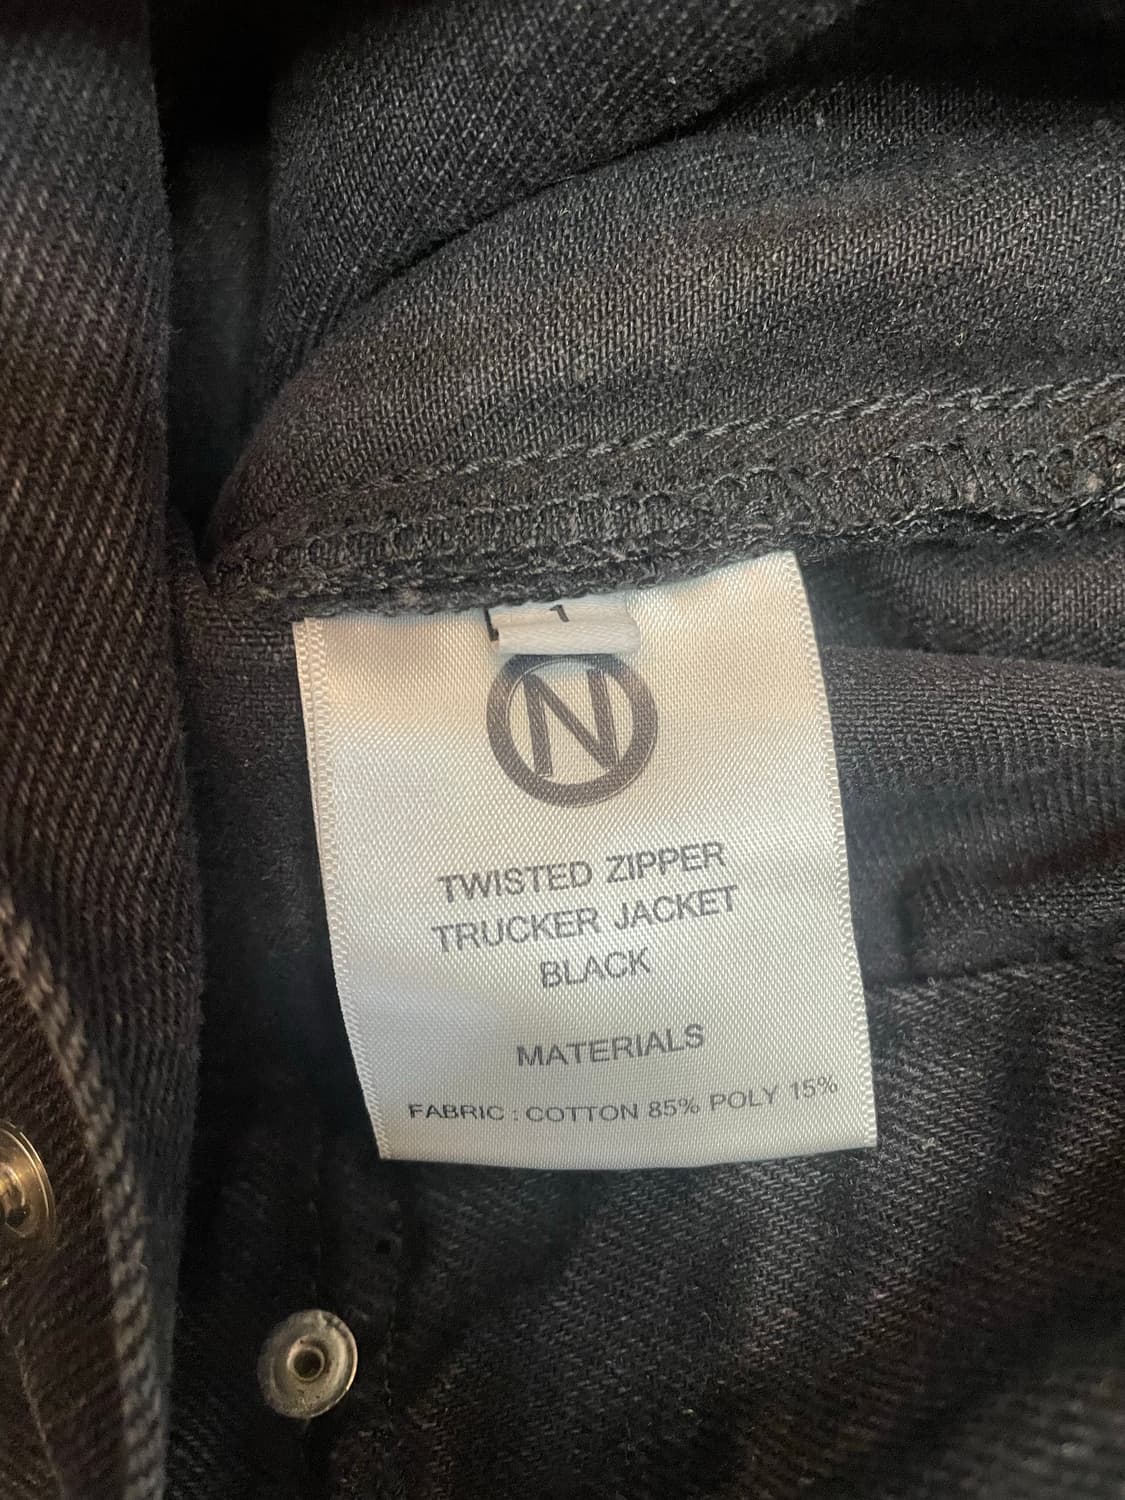 1
N
TWISTED ZIPPER
TRUCKER JACKET
BLACK
MATERIALS
FABRIC : COTTON 85% POLY 15%